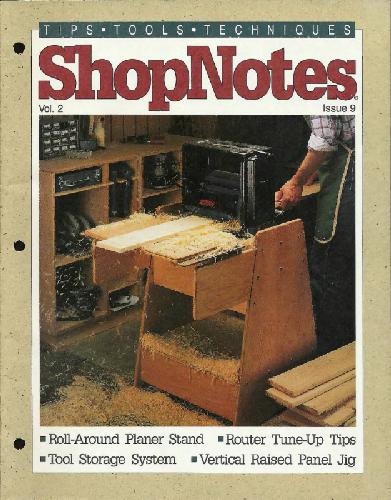 TIPS • TOOLS • TECHNIQUES
ShopNotes®
Vol. 2 Issue 9
■ Roll-Around Planer Stand ■ Router Tune-Up Tips
■ Tool Storage System ■ Vertical Raised Panel Jig